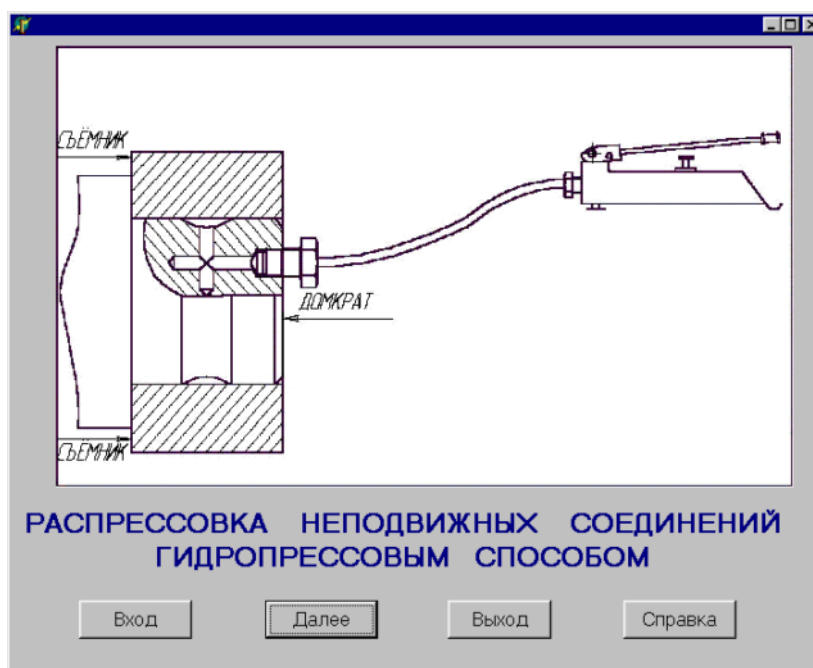 СЪЁМНИК
ДОМКРАТ
СЪЁМНИК
РАСПРЕССОВКА НЕПОДВИЖНЫХ СОЕДИНЕНИЙ
ГИДРОПРЕССОВЫМ СПОСОБОМ
Вход Далее Выход Справка